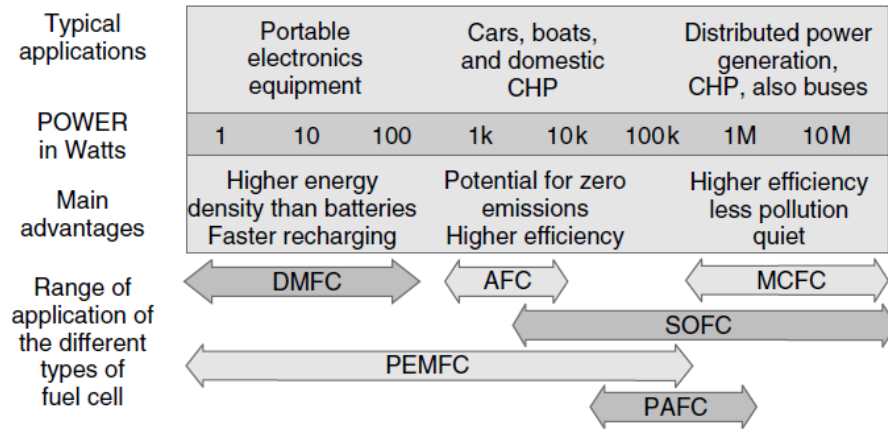 Typical
applications
Portable
electronics
equipment
Cars, boats,
and domestic
CHP
Distributed power
generation,
CHP, also buses
POWER
in Watts
1 10 100 1k 10k 100k 1M 10M
Main
advantages
Higher energy
density than batteries
Faster recharging
Potential for zero
emissions
Higher efficiency
Higher efficiency
less pollution
quiet
Range of
application of
the different
types of
fuel cell
DMFC AFC MCFC
SOFC
PEMFC
PAFC